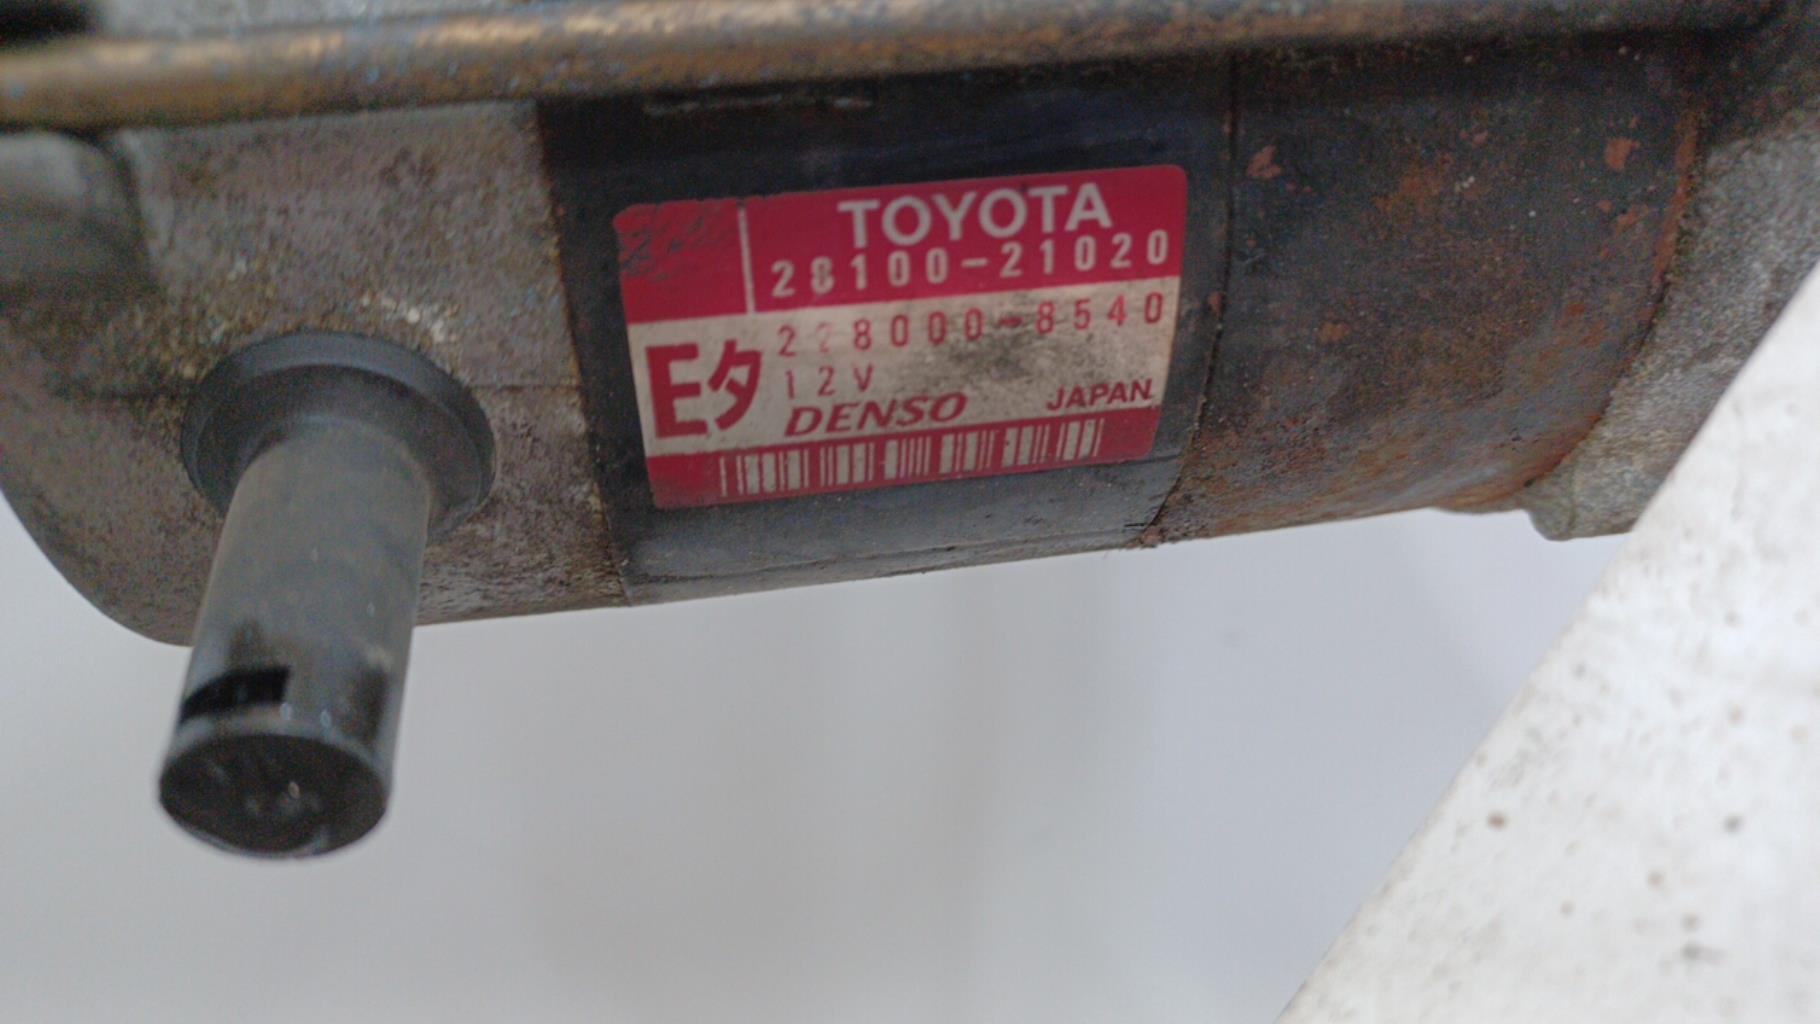 TOYOTA
28100-21020
228000-8540
Eタ
12V
DENSO JAPAN